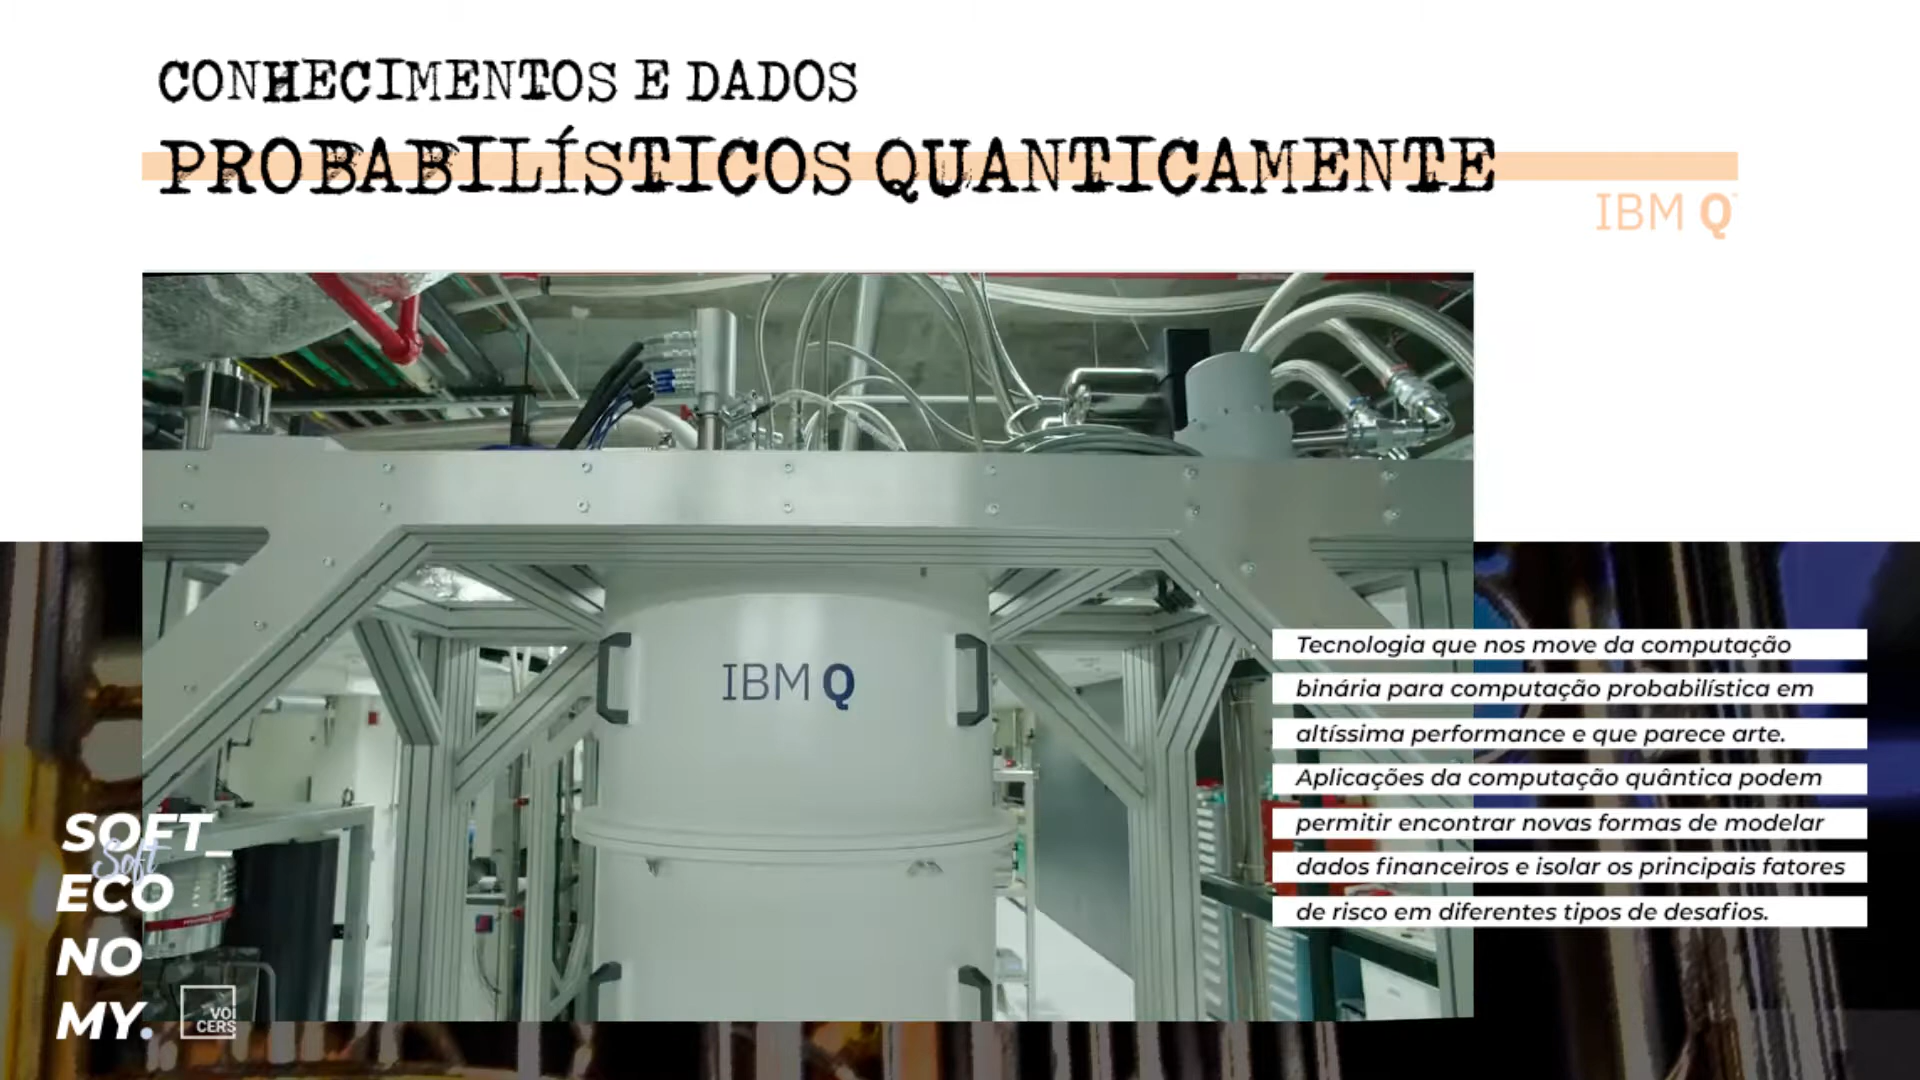 CONHECIMENTOS E DADOS
PROBABILÍSTICOS QUANTICAMENTE
IBM Q
IBM Q
Tecnologia que nos move da computação
binária para computação probabilística em
altíssima performance e que parece arte.
Aplicações da computação quântica podem
permitir encontrar novas formas de modelar
dados financeiros e isolar os principais fatores
de risco em diferentes tipos de desafios.
SOFT_
Soft
ECO
NO
MY.
VOI
CERS